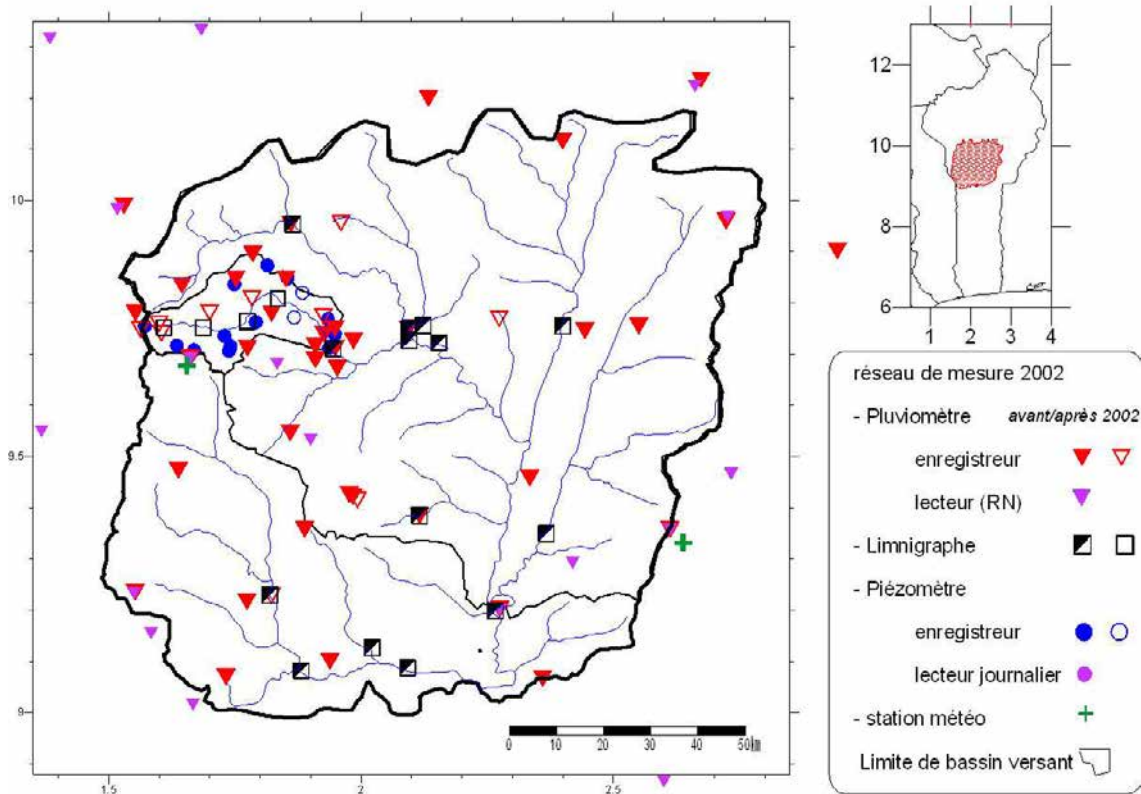 12
10
8
6
1 2 3 4
10
9.5
9
1.5 2 2.5
0 10 20 30 40 50 km
réseau de mesure 2002
- Pluviomètre avant/après 2002
enregistreur
lecteur (RN)
- Limnigraphe
- Piézomètre
enregistreur
lecteur journalier
- station météo
Limite de bassin versant